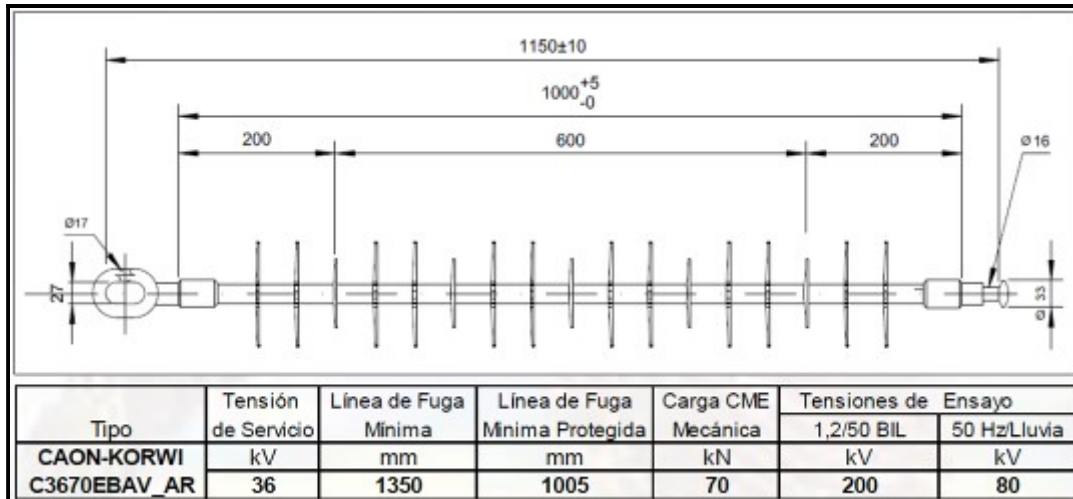 1150±10
1000 +5 -0
200 600 200 Ø16
Ø17
27
Ø 33
Tipo Tensión de Servicio Línea de Fuga Mínima Línea de Fuga Minima Protegida Carga CME Mecánica Tensiones de Ensayo
1,2/50 BIL 50 Hz/Lluvia
CAON-KORWI kV mm mm kN kV kV
C3670EBAV_AR 36 1350 1005 70 200 80